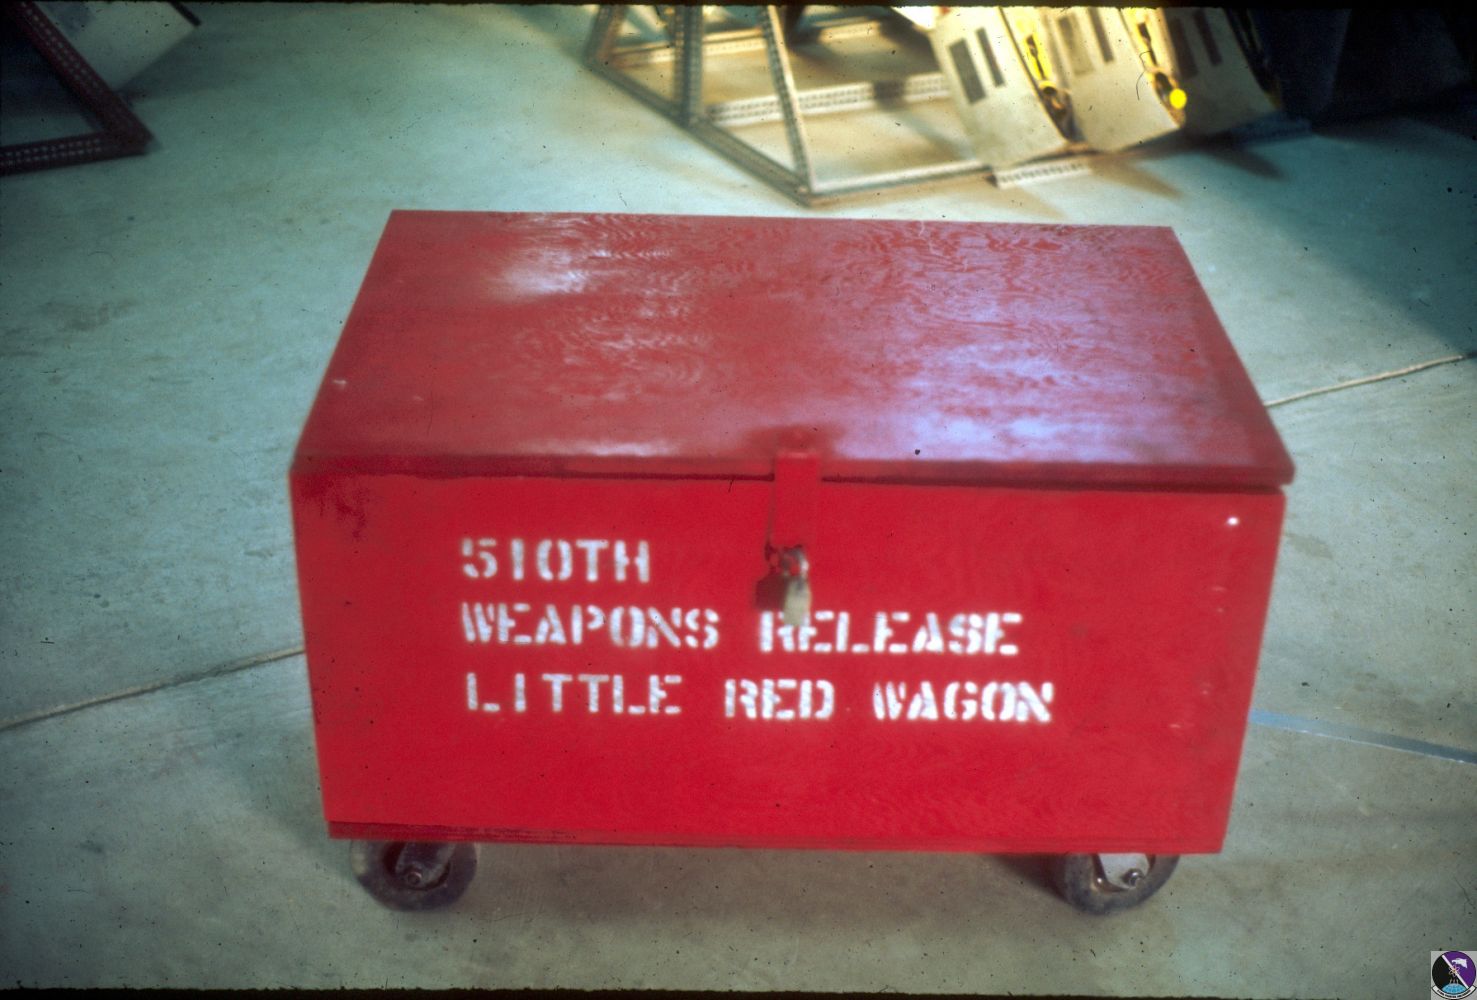 510TH
WEAPONS RELEASE
LITTLE RED WAGON